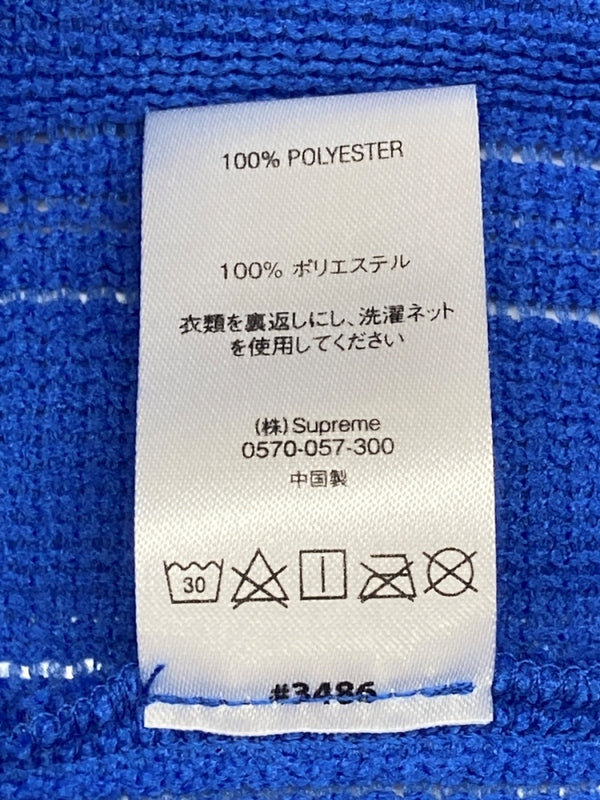 100% POLYESTER
100% ポリエステル
衣類を裏返しにし、洗濯ネット
を使用してください
(株)Supreme
0570-057-300
中国製
30
#3486